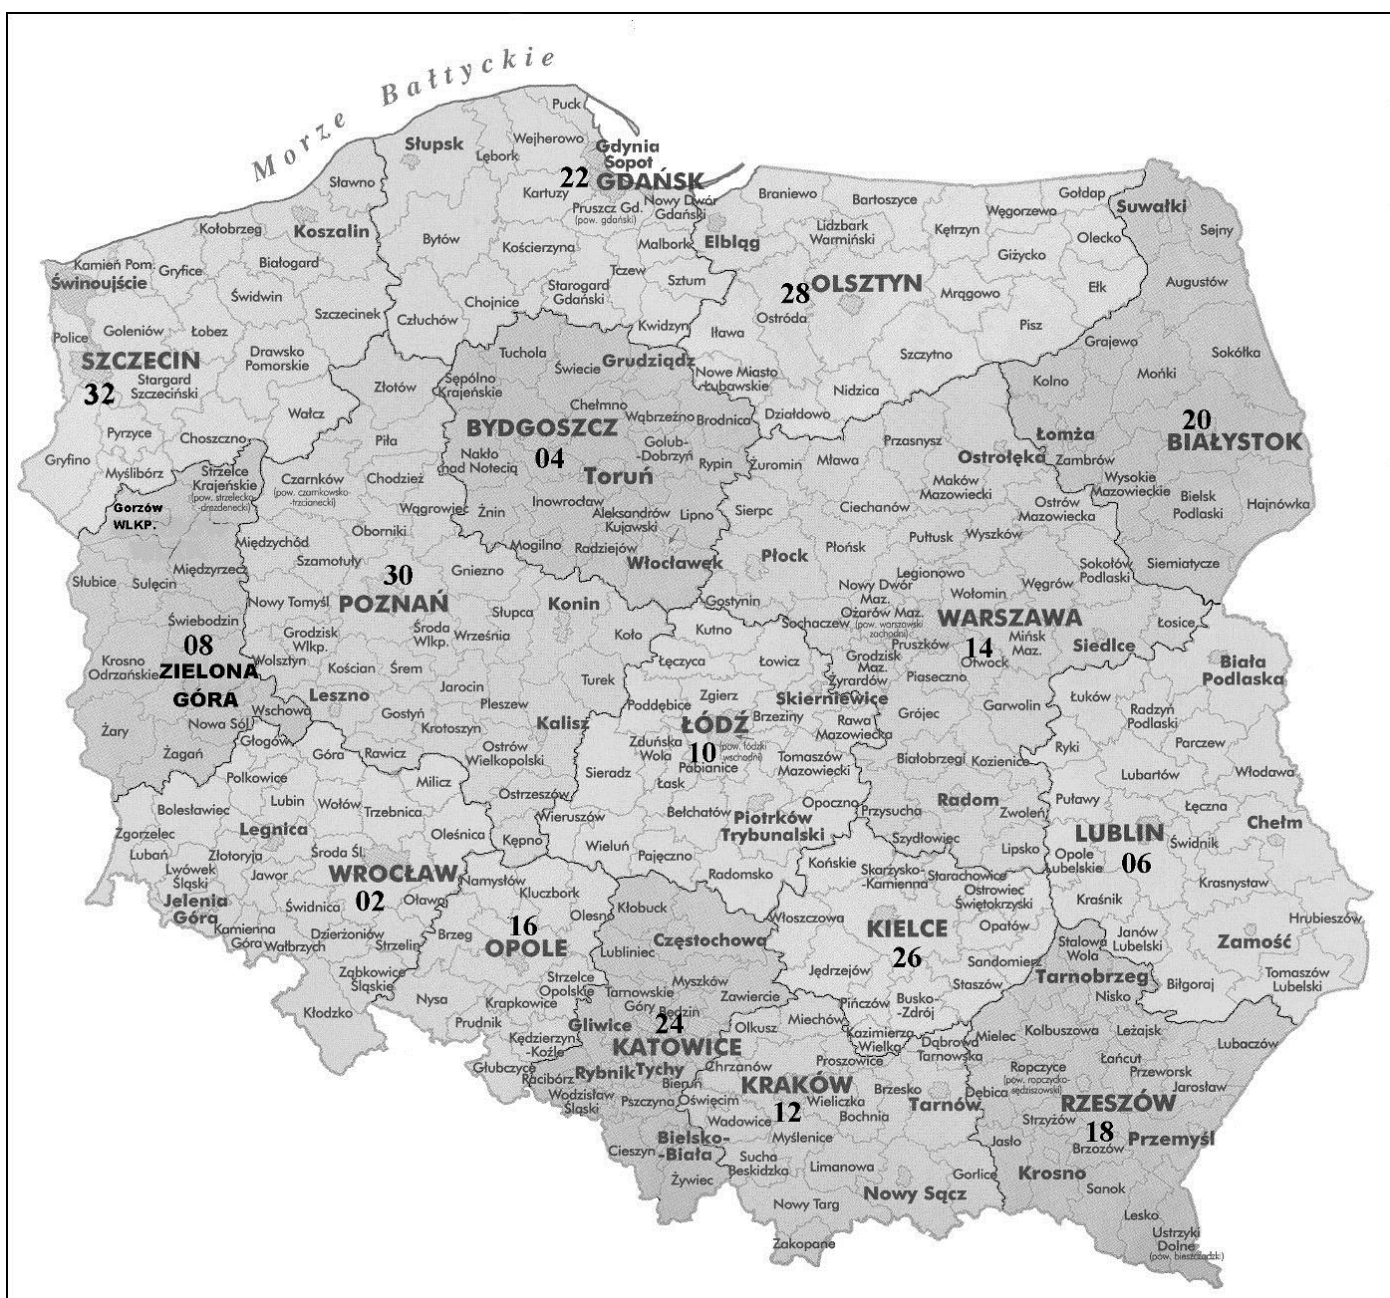 Morze Bałtyckie
Puck
Wejherowo
Słupsk
Lębork
Gdynia
Sopot
22 GDAŃSK
Kartuzy
Pruszcz Gd.
(pow. gdański)
Nowy Dwór
Gdański
Sławno
Bytów
Kościerzyna
Malbork
Tczew
Sztum
Starogard
Gdański
Chojnice
Człuchów
Kwidzyn
Kołobrzeg
Koszalin
Kamień Pom.
Gryfice
Białogard
Świnoujście
Świdwin
Szczecinek
Goleniów
Łobez
Police
SZCZECIN
32
Stargard
Szczeciński
Drawsko
Pomorskie
Wałcz
Pyrzyce
Choszczno
Gryfino
Myślibórz
Braniewo
Bartoszyce
Gołdap
Węgorzewo
Lidzbark
Warmiński
Kętrzyn
Olecko
Elbląg
Giżycko
28 OLSZTYN
Mrągowo
Ełk
Ostróda
Iława
Pisz
Szczytno
Nowe Miasto
Lubawskie
Nidzica
Działdowo
Suwałki
Sejny
Augustów
Grajewo
Sokółka
Kolno
Mońki
20
BIAŁYSTOK
Łomża
Zambrów
Wysokie
Mazowieckie
Bielsk
Podlaski
Hajnówka
Siemiatycze
Tuchola
Świecie
Grudziądz
Sępólno
Krajeńskie
Chełmno
Wąbrzeźno
Brodnica
BYDGOSZCZ
04
Nakło
nad Notecią
Golub-
-Dobrzyń
Toruń
Rypin
Żnin
Inowrocław
Aleksandrów
Kujawski
Lipno
Mogilno
Radziejów
Włocławek
Strzelce
Krajeńskie
(pow. strzelecko-
-drezdenecki)
Gorzów
WLKP.
Międzyrzecz
Słubice
Sulęcin
Świebodzin
08
ZIELONA
GÓRA
Krosno
Odrzańskie
Nowa Sól
Wschowa
Żary
Żagań
Złotów
Piła
Czarnków
(pow. czarnkowsko-
-trzcianecki)
Chodzież
Wągrowiec
Oborniki
Międzychód
Szamotuły
30
POZNAŃ
Gniezno
Nowy Tomyśl
Słupca
Konin
Środa
Wlkp.
Września
Grodzisk
Wlkp.
Koło
Wolsztyn
Kościan
Śrem
Turek
Leszno
Jarocin
Pleszew
Gostyń
Krotoszyn
Kalisz
Rawicz
Ostrów
Wielkopolski
Ostrzeszów
Kępno
Przasnysz
Ostrołęka
Żuromin
Mława
Maków
Mazowiecki
Ostrów
Mazowiecka
Sierpc
Ciechanów
Pułtusk
Wyszków
Płock
Płońsk
Sokołów
Podlaski
Legionowo
Węgrów
Nowy Dwór
Maz.
Wołomin
Gostynin
Ożarów Maz.
(pow. warszawski
zachodni)
Sochaczew
WARSZAWA
14
Mińsk
Maz.
Siedlce
Łosice
Pruszków
Grodzisk
Maz.
Otwock
Żyrardów
Piaseczno
Grójec
Garwolin
Białobrzegi
Kozienice
Przysucha
Radom
Zwoleń
Szydłowiec
Lipsko
Kutno
Łęczyca
Łowicz
Zgierz
Skierniewice
Poddębice
Brzeziny
Rawa
Mazowiecka
ŁÓDŹ
10
(pow. łódzki
wschodni)
Zduńska
Wola
Pabianice
Tomaszów
Mazowiecki
Sieradz
Łask
Bełchatów
Opoczno
Wieruszów
Piotrków
Trybunalski
Wieluń
Pajęczno
Radomsko
Biała
Podlaska
Łuków
Radzyń
Podlaski
Ryki
Parczew
Lubartów
Włodawa
Puławy
Łęczna
LUBLIN
06
Chełm
Świdnik
Opole
Lubelskie
Krasnystaw
Kraśnik
Hrubieszów
Janów
Lubelski
Zamość
Biłgoraj
Tomaszów
Lubelski
Głogów
Góra
Polkowice
Milicz
Lubin
Wołów
Trzebnica
Bolesławiec
Legnica
Oleśnica
Zgorzelec
Lubań
Złotoryja
Środa Śl.
WROCŁAW
02
Lwówek
Śląski
Jawor
Oława
Jelenia
Góra
Świdnica
Kamienna
Góra
Wałbrzych
Dzierżoniów
Strzelin
Ząbkowice
Śląskie
Kłodzko
Namysłów
Kluczbork
Olesno
Brzeg
16
OPOLE
Strzelce
Opolskie
Nysa
Krapkowice
Prudnik
Kędzierzyn
-Koźle
Głubczyce
Kłobuck
Częstochowa
Lubliniec
Myszków
Tarnowskie
Góry
Zawiercie
Będzin
24
Gliwice
KATOWICE
Rybnik
Tychy
Racibórz
Bieruń
Wodzisław
Śląski
Pszczyna
Bielsko-
-Biała
Cieszyn
Żywiec
Końskie
Skarżysko-
-Kamienna
Starachowice
Ostrowiec
Świętokrzyski
Włoszczowa
KIELCE
26
Opatów
Sandomierz
Jędrzejów
Staszów
Pińczów
Busko-
-Zdrój
Kazimierza
Wielka
Olkusz
Miechów
Proszowice
Dąbrowa
Tarnowska
Chrzanów
KRAKÓW
12
Brzesko
Oświęcim
Wieliczka
Bochnia
Tarnów
Wadowice
Myślenice
Sucha
Beskidzka
Limanowa
Gorlice
Nowy Sącz
Nowy Targ
Zakopane
Stalowa
Wola
Tarnobrzeg
Nisko
Mielec
Kolbuszowa
Leżajsk
Lubaczów
Łańcut
Ropczyce
(pow. ropczycko-
-sędziszowski)
Przeworsk
Dębica
Jarosław
RZESZÓW
18
Strzyżów
Przemyśl
Jasło
Brzozów
Krosno
Sanok
Lesko
Ustrzyki
Dolne
(pow. bieszczadzki)